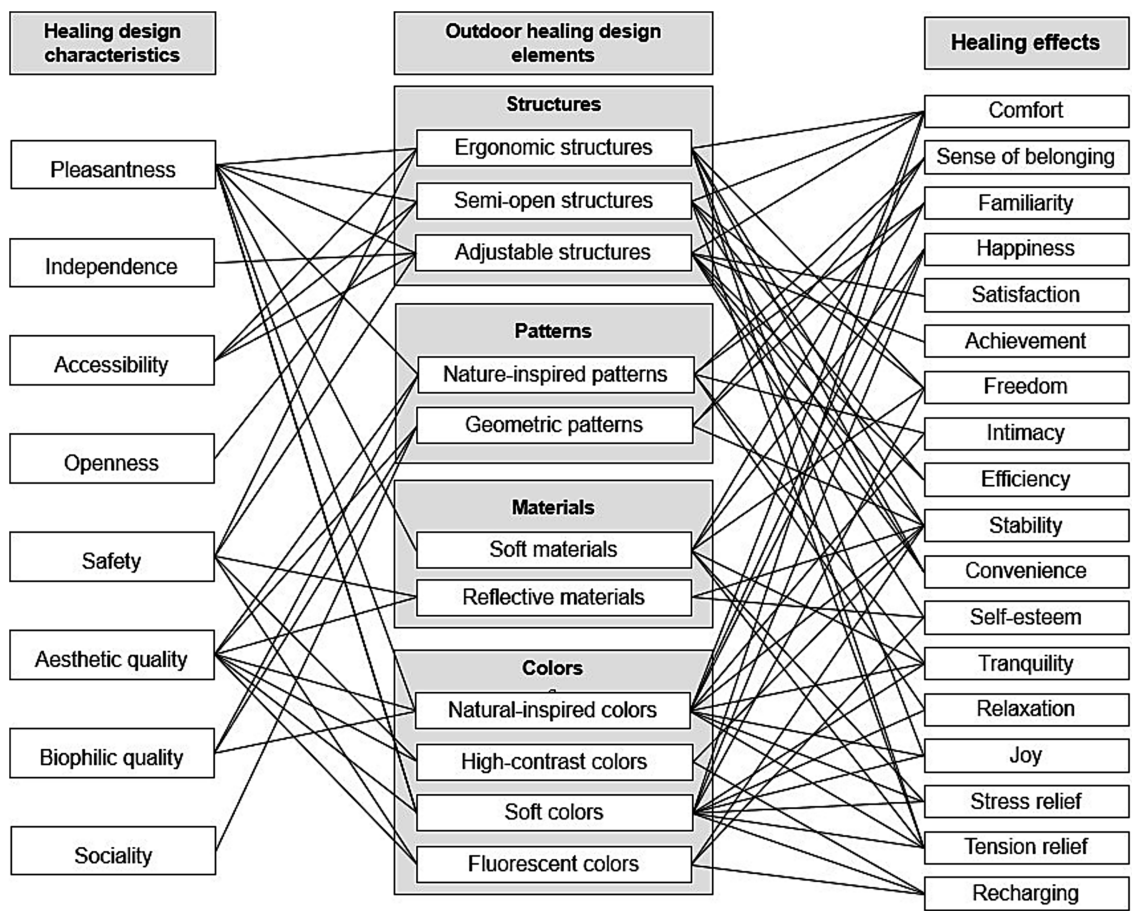 Healing design
characteristics
Pleasantness
Independence
Accessibility
Openness
Safety
Aesthetic quality
Biophilic quality
Sociality
Outdoor healing design
elements
Structures
Ergonomic structures
Semi-open structures
Adjustable structures
Patterns
Nature-inspired patterns
Geometric patterns
Materials
Soft materials
Reflective materials
Colors
Natural-inspired colors
High-contrast colors
Soft colors
Fluorescent colors
Healing effects
Comfort
Sense of belonging
Familiarity
Happiness
Satisfaction
Achievement
Freedom
Intimacy
Efficiency
Stability
Convenience
Self-esteem
Tranquility
Relaxation
Joy
Stress relief
Tension relief
Recharging